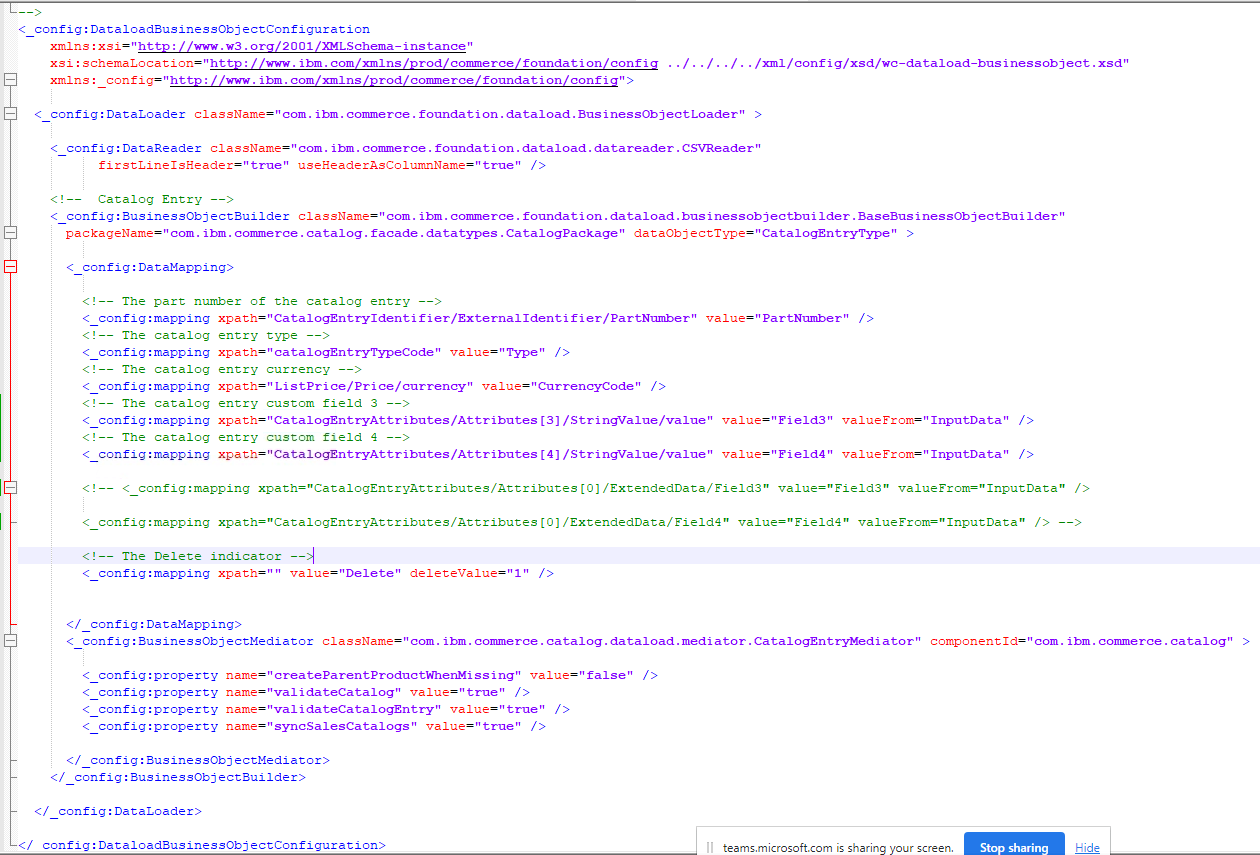 -->
<_config:DataloadBusinessObjectConfiguration
xmlns:xsi="http://www.w3.org/2001/XMLSchema-instance"
xsi:schemaLocation="http://www.ibm.com/xmlns/prod/commerce/foundation/config ../../../../xml/config/xsd/wc-dataload-businessobject.xsd"
xmlns:_config="http://www.ibm.com/xmlns/prod/commerce/foundation/config">
<_config:DataLoader className="com.ibm.commerce.foundation.dataload.BusinessObjectLoader" >
<_config:DataReader className="com.ibm.commerce.foundation.dataload.datareader.CSVReader"
firstLineIsHeader="true" useHeaderAsColumnName="true" />
<!--  Catalog Entry -->
<_config:BusinessObjectBuilder className="com.ibm.commerce.foundation.dataload.businessobjectbuilder.BaseBusinessObjectBuilder"
packageName="com.ibm.commerce.catalog.facade.datatypes.CatalogPackage" dataObjectType="CatalogEntryType" >
<_config:DataMapping>
<!-- The part number of the catalog entry -->
<_config:mapping xpath="CatalogEntryIdentifier/ExternalIdentifier/PartNumber" value="PartNumber" />
<!-- The catalog entry type -->
<_config:mapping xpath="catalogEntryTypeCode" value="Type" />
<!-- The catalog entry currency -->
<_config:mapping xpath="ListPrice/Price/currency" value="CurrencyCode" />
<!-- The catalog entry custom field 3 -->
<_config:mapping xpath="CatalogEntryAttributes/Attributes[3]/StringValue/value" value="Field3" valueFrom="InputData" />
<!-- The catalog entry custom field 4 -->
<_config:mapping xpath="CatalogEntryAttributes/Attributes[4]/StringValue/value" value="Field4" valueFrom="InputData" />
<!-- <_config:mapping xpath="CatalogEntryAttributes/Attributes[0]/ExtendedData/Field3" value="Field3" valueFrom="InputData" />
<_config:mapping xpath="CatalogEntryAttributes/Attributes[0]/ExtendedData/Field4" value="Field4" valueFrom="InputData" /> -->
<!-- The Delete indicator -->
<_config:mapping xpath="" value="Delete" deleteValue="1" />
</_config:DataMapping>
<_config:BusinessObjectMediator className="com.ibm.commerce.catalog.dataload.mediator.CatalogEntryMediator" componentId="com.ibm.commerce.catalog" >
<_config:property name="createParentProductWhenMissing" value="false" />
<_config:property name="validateCatalog" value="true" />
<_config:property name="validateCatalogEntry" value="true" />
<_config:property name="syncSalesCatalogs" value="true" />
</_config:BusinessObjectMediator>
</_config:BusinessObjectBuilder>
</_config:DataLoader>
</_config:DataloadBusinessObjectConfiguration>
teams.microsoft.com is sharing your screen. Stop sharing Hide